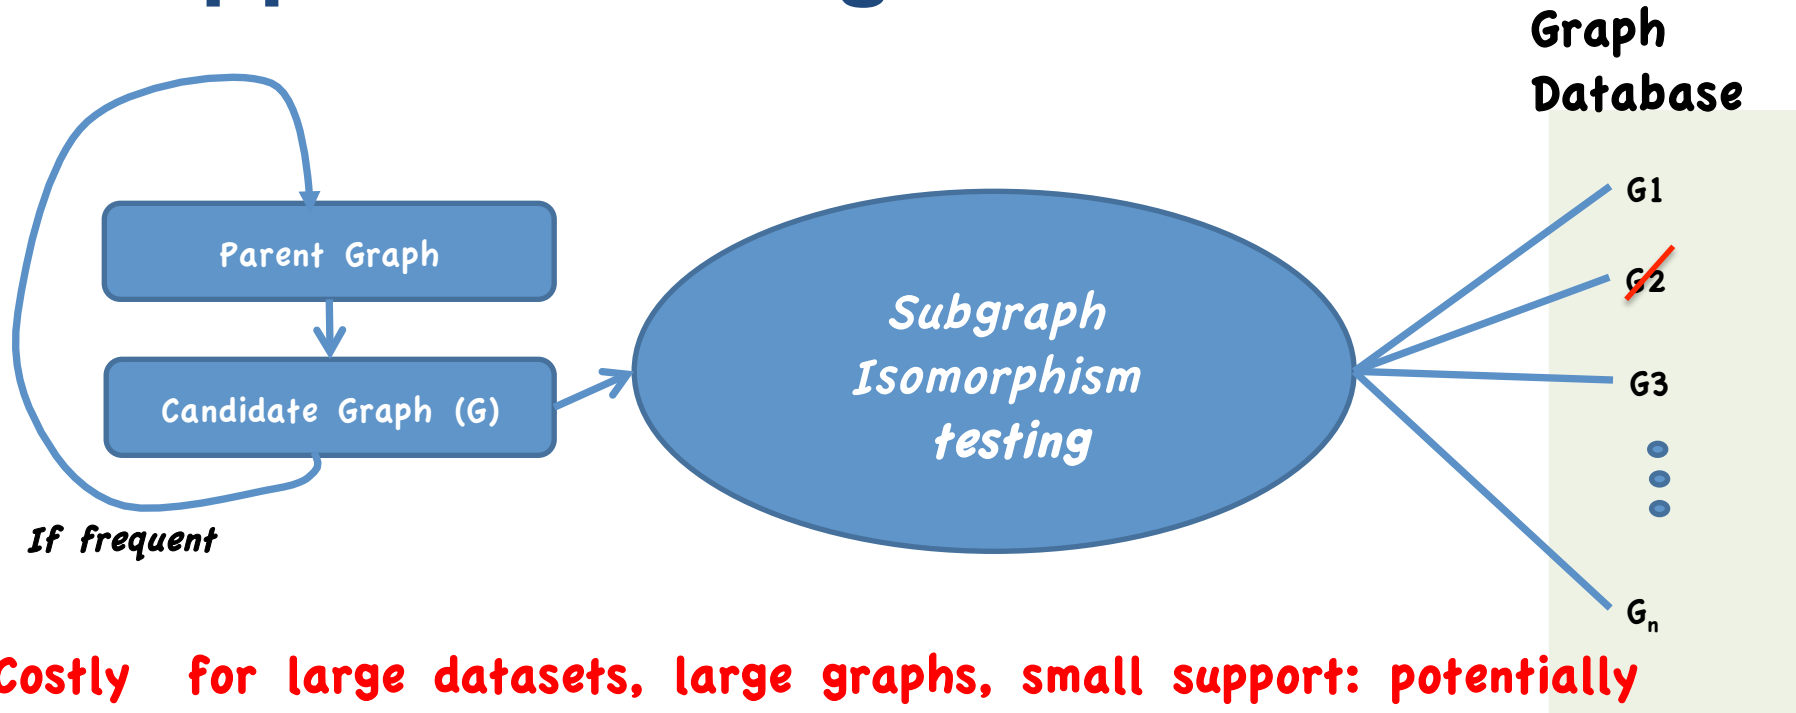 Graph
Database
Parent Graph
Candidate Graph (G)
If frequent
Subgraph
Isomorphism
testing
G1
G2
G3
Gn
Costly for large datasets, large graphs, small support: potentially